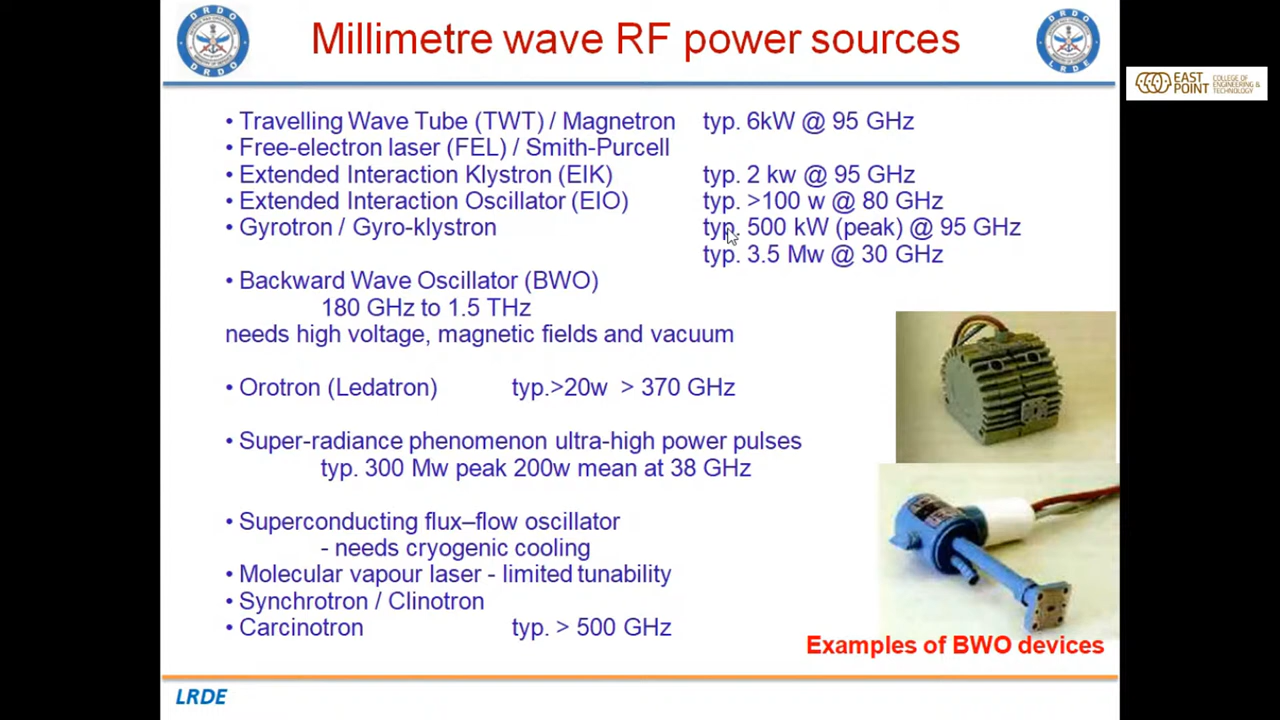 Millimetre wave RF power sources
DRDO
DRDO
DRDO
LRDE
EAST POINT
COLLEGE OF ENGINEERING & TECHNOLOGY
• Travelling Wave Tube (TWT) / Magnetron typ. 6kW @ 95 GHz
• Free-electron laser (FEL) / Smith-Purcell
• Extended Interaction Klystron (EIK) typ. 2 kw @ 95 GHz
• Extended Interaction Oscillator (EIO) typ. >100 w @ 80 GHz
• Gyrotron / Gyro-klystron typ. 500 kW (peak) @ 95 GHz
typ. 3.5 Mw @ 30 GHz
• Backward Wave Oscillator (BWO)
180 GHz to 1.5 THz
needs high voltage, magnetic fields and vacuum
• Orotron (Ledatron) typ.>20w > 370 GHz
• Super-radiance phenomenon ultra-high power pulses
typ. 300 Mw peak 200w mean at 38 GHz
• Superconducting flux–flow oscillator
- needs cryogenic cooling
• Molecular vapour laser - limited tunability
• Synchrotron / Clinotron
• Carcinotron typ. > 500 GHz
Examples of BWO devices
LRDE